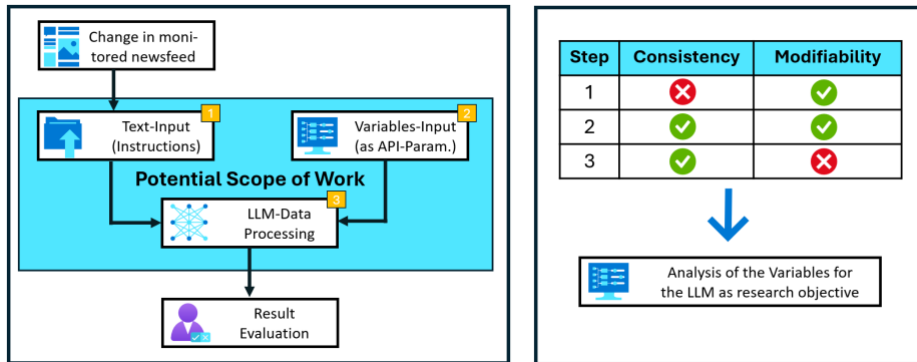 Change in moni-
tored newsfeed
1
Text-Input
(Instructions)
2
Variables-Input
(as API-Param.)
Potential Scope of Work
3
LLM-Data
Processing
Result
Evaluation
Step Consistency Modifiability
1
2
3
Analysis of the Variables for
the LLM as research objective